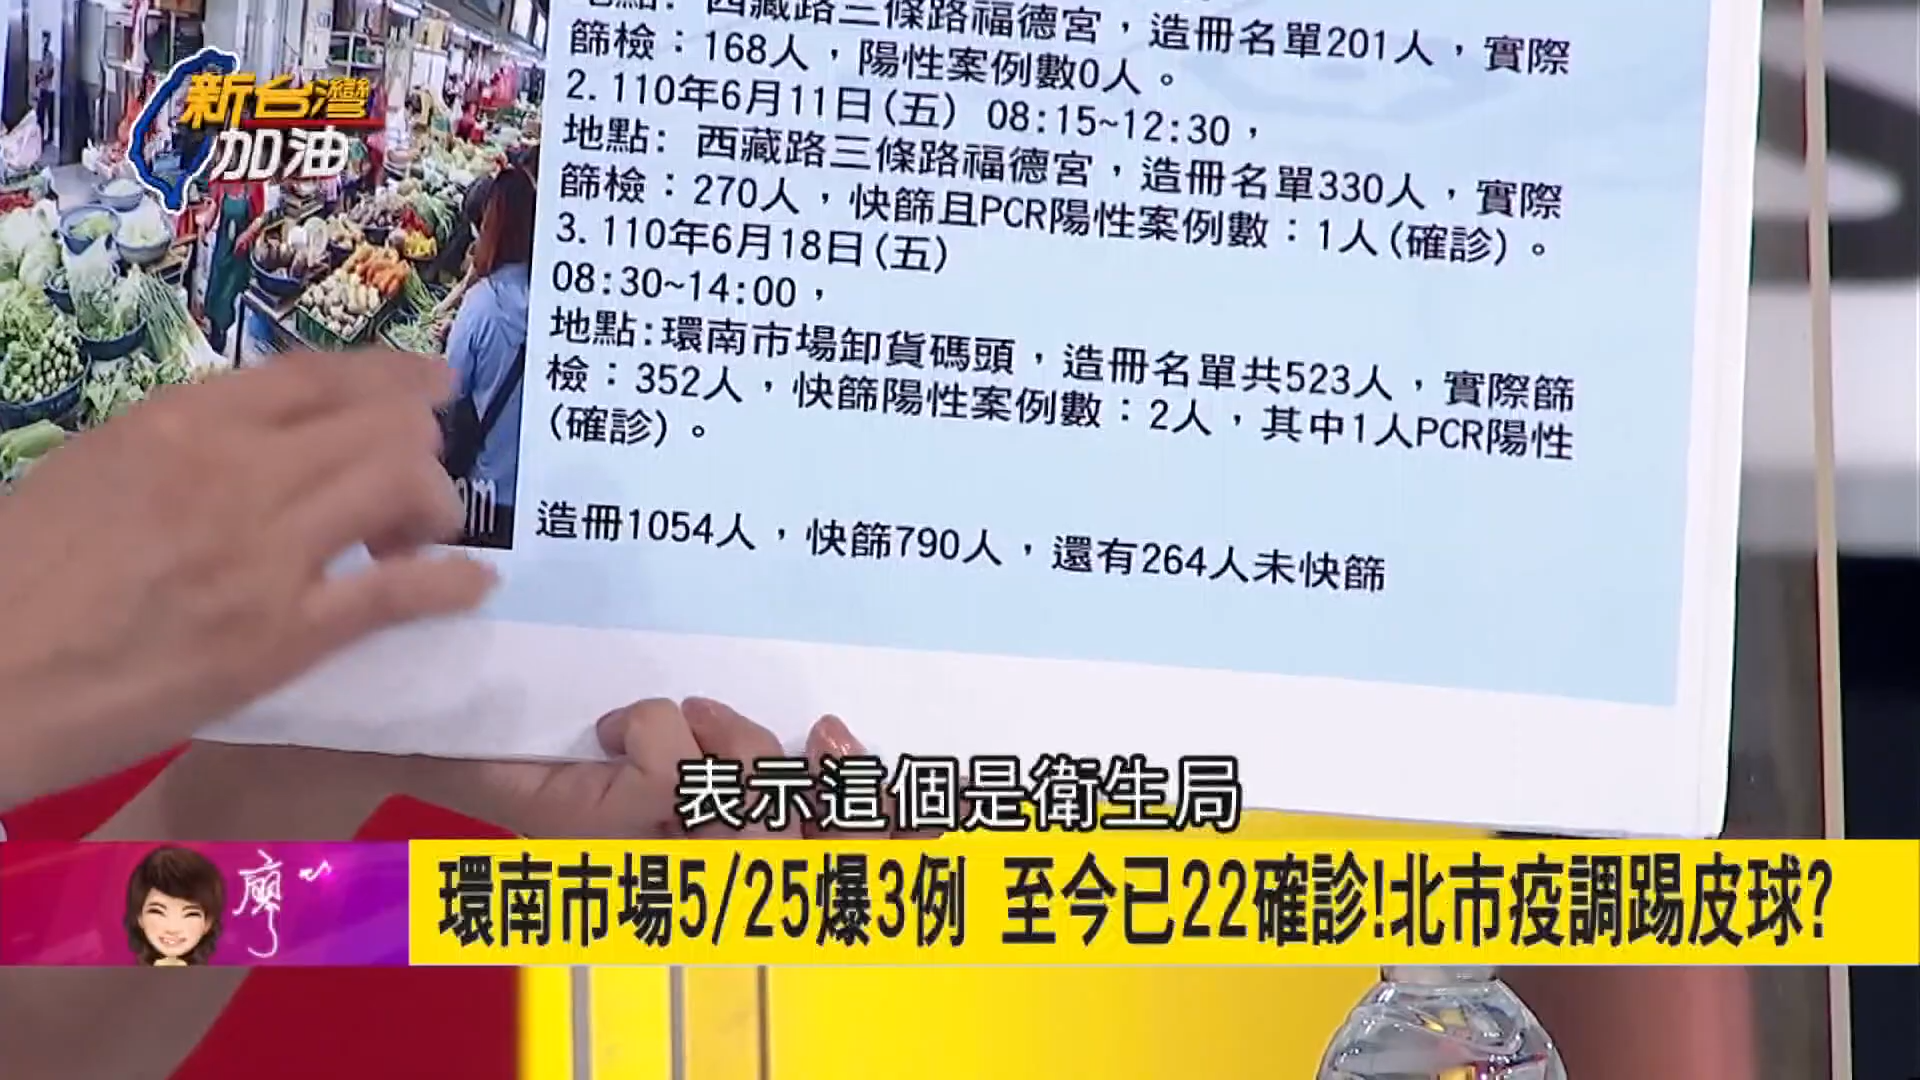 地點: 西藏路三條路福德宮，造冊名單201人，實際
篩檢：168人，陽性案例數0人。
2. 110年6月11日(五) 08:15~12:30，
地點: 西藏路三條路福德宮，造冊名單330人，實際
篩檢：270人，快篩且PCR陽性案例數：1人(確診)。
3. 110年6月18日(五)
08:30~14:00，
地點:環南市場卸貨碼頭，造冊名單共523人，實際篩
檢：352人，快篩陽性案例數：2人，其中1人PCR陽性
(確診)。
造冊1054人，快篩790人，還有264人未快篩
新台灣
加油
om
表示這個是衛生局
廖
環南市場5/25爆3例 至今已22確診!北市疫調踢皮球?